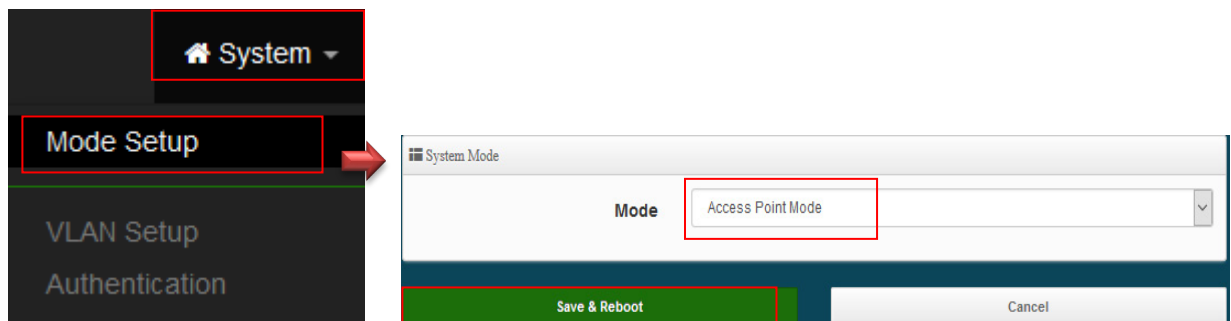 System
Mode Setup
VLAN Setup
Authentication
System Mode
Mode
Access Point Mode
Save & Reboot
Cancel